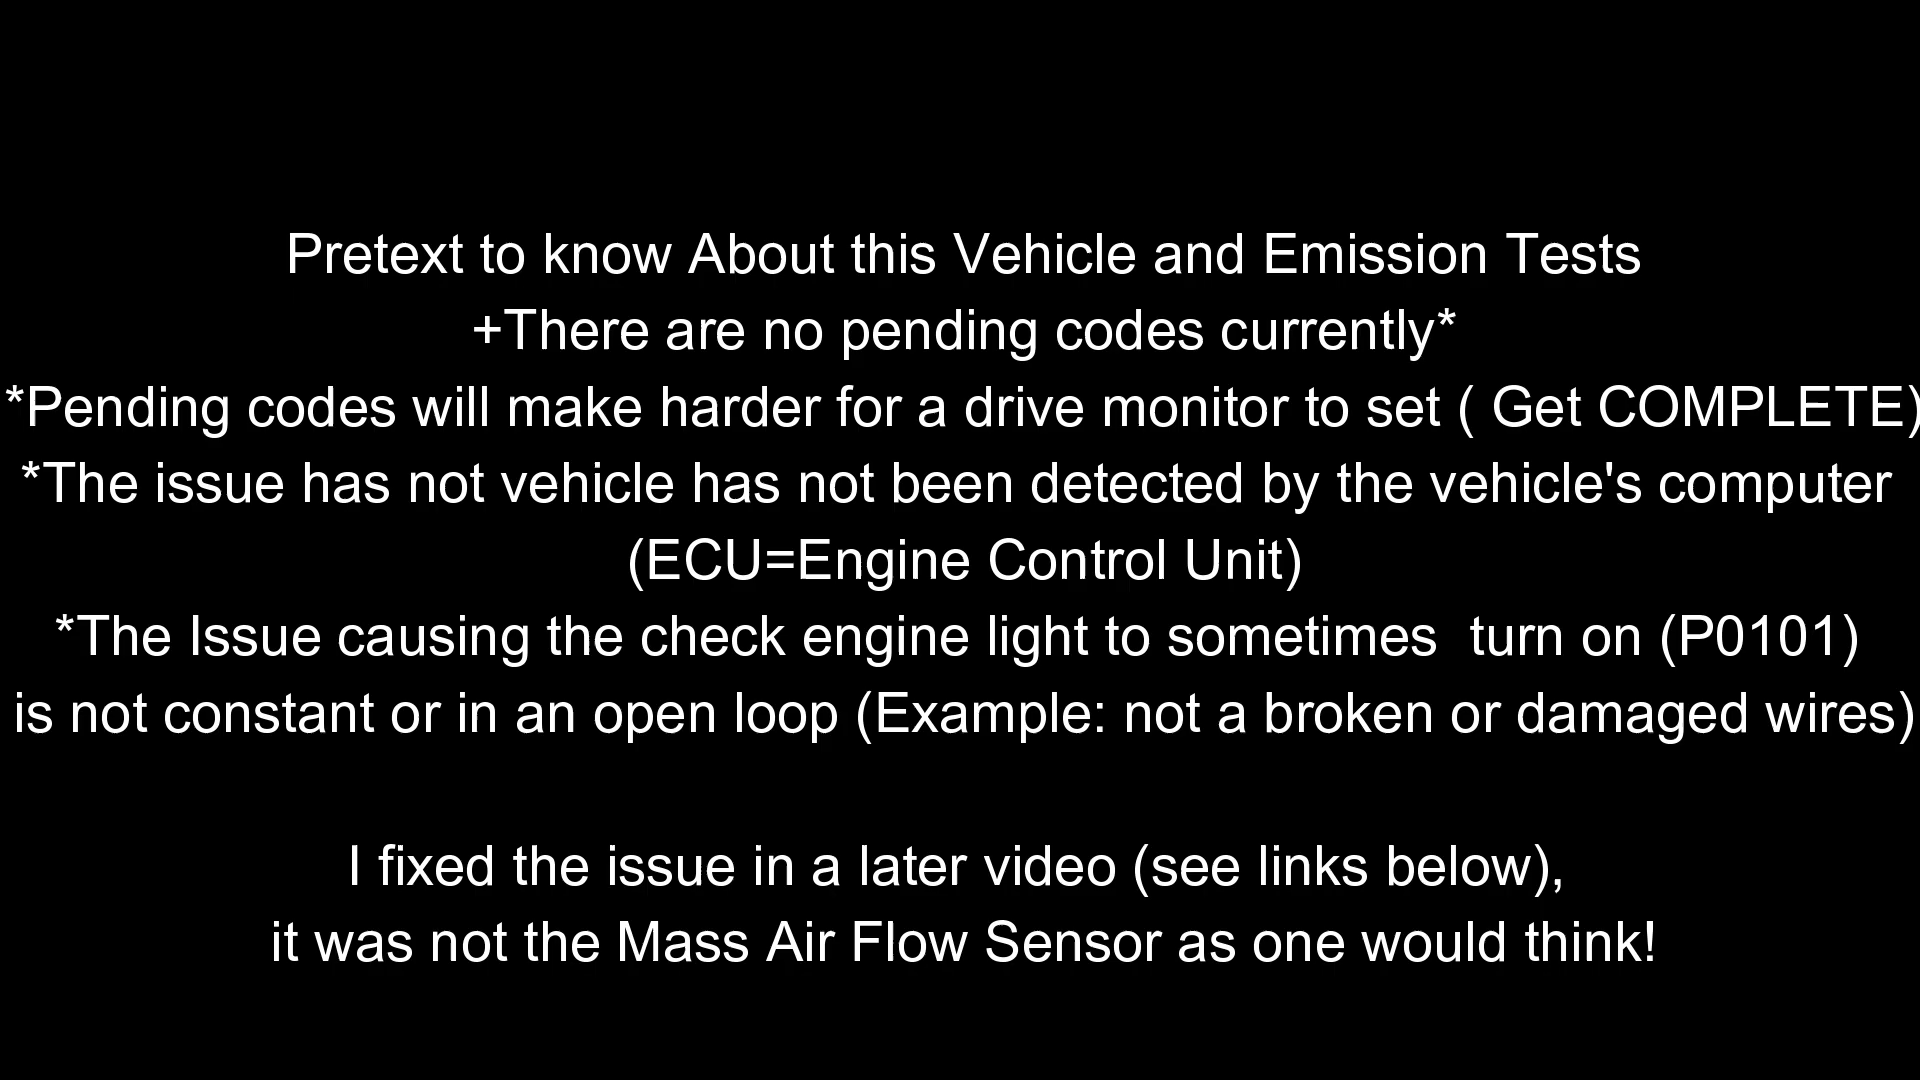 Pretext to know About this Vehicle and Emission Tests
+There are no pending codes currently*
*Pending codes will make harder for a drive monitor to set ( Get COMPLETE)
*The issue has not vehicle has not been detected by the vehicle's computer
(ECU=Engine Control Unit)
*The Issue causing the check engine light to sometimes  turn on (P0101)
is not constant or in an open loop (Example: not a broken or damaged wires)
I fixed the issue in a later video (see links below),
it was not the Mass Air Flow Sensor as one would think!